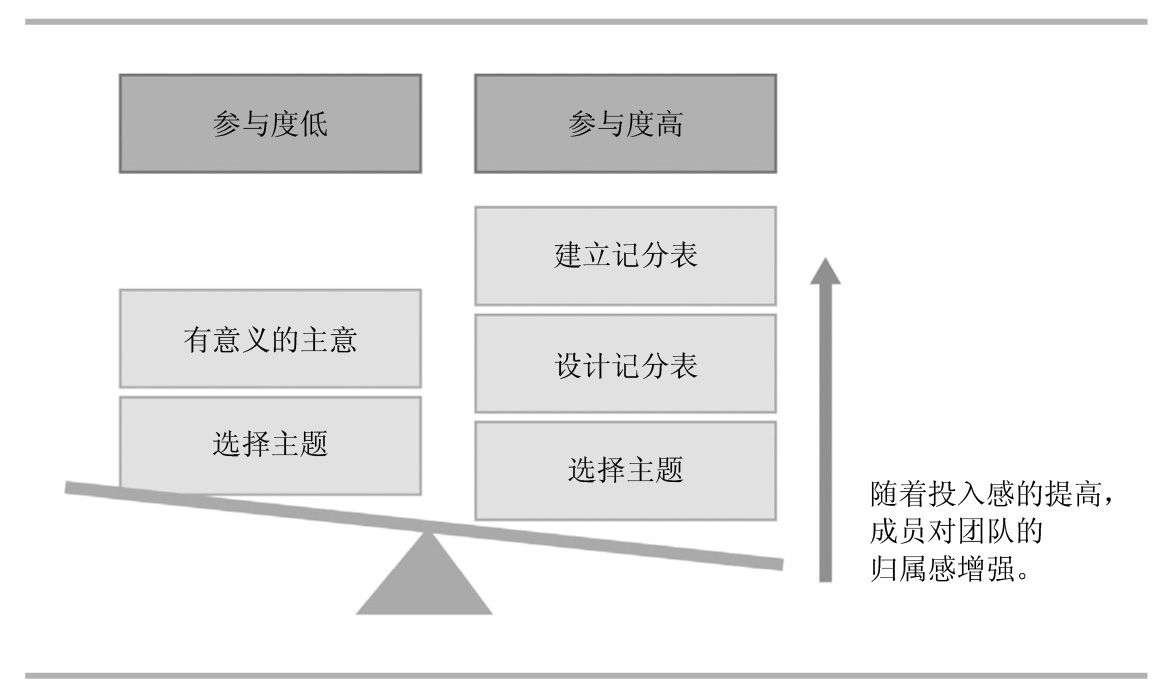 参与度低
参与度高
建立记分表
有意义的主意
设计记分表
选择主题
选择主题
随着投入感的提高，
成员对团队的
归属感增强。